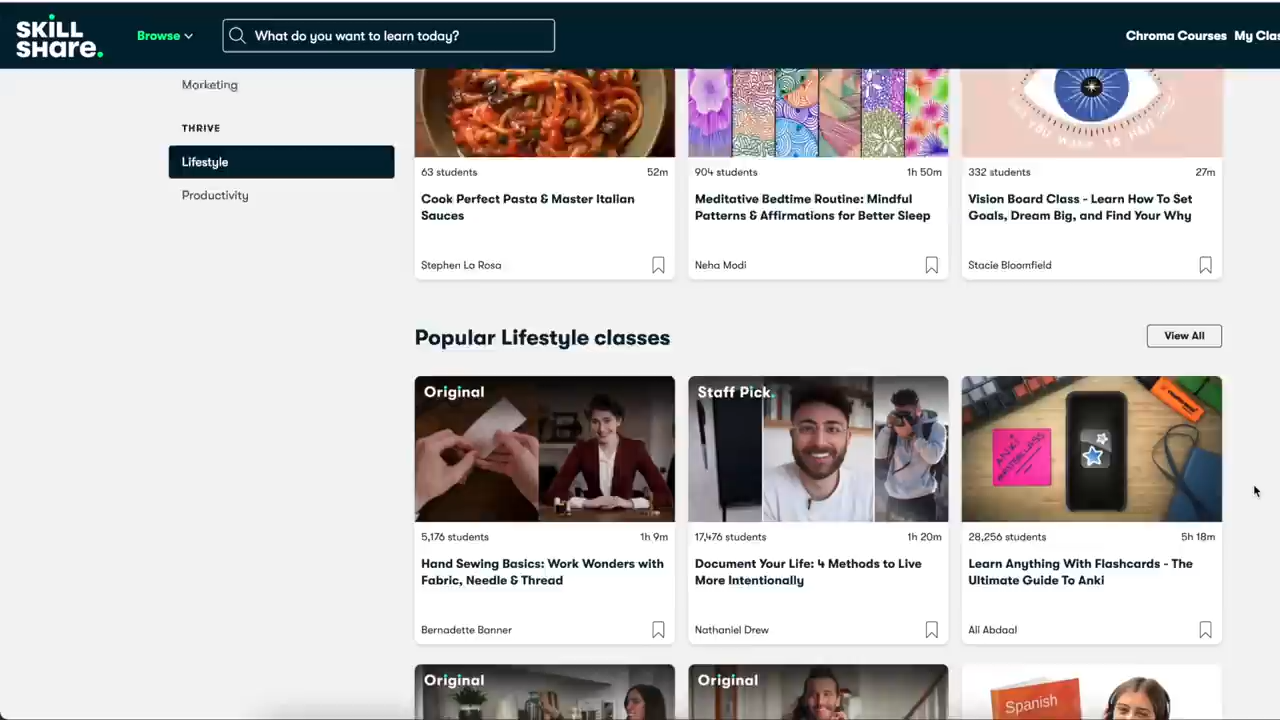 SKILL SHARE.
Browse
What do you want to learn today?
Chroma Courses
My Clas
Marketing
THRIVE
Lifestyle
Productivity
63 students
52m
Cook Perfect Pasta & Master Italian
Sauces
Stephen La Rosa
904 students
1h 50m
Meditative Bedtime Routine: Mindful
Patterns & Affirmations for Better Sleep
Neha Modi
332 students
27m
Vision Board Class - Learn How To Set
Goals, Dream Big, and Find Your Why
Stacie Bloomfield
Popular Lifestyle classes
View All
Original
5,176 students
1h 9m
Hand Sewing Basics: Work Wonders with
Fabric, Needle & Thread
Bernadette Banner
Staff Pick.
17,476 students
1h 20m
Document Your Life: 4 Methods to Live
More Intentionally
Nathaniel Drew
ANKI
MASTERCLASS
28,256 students
5h 18m
Learn Anything With Flashcards - The
Ultimate Guide To Anki
Ali Abdaal
Original
Original
Spanish